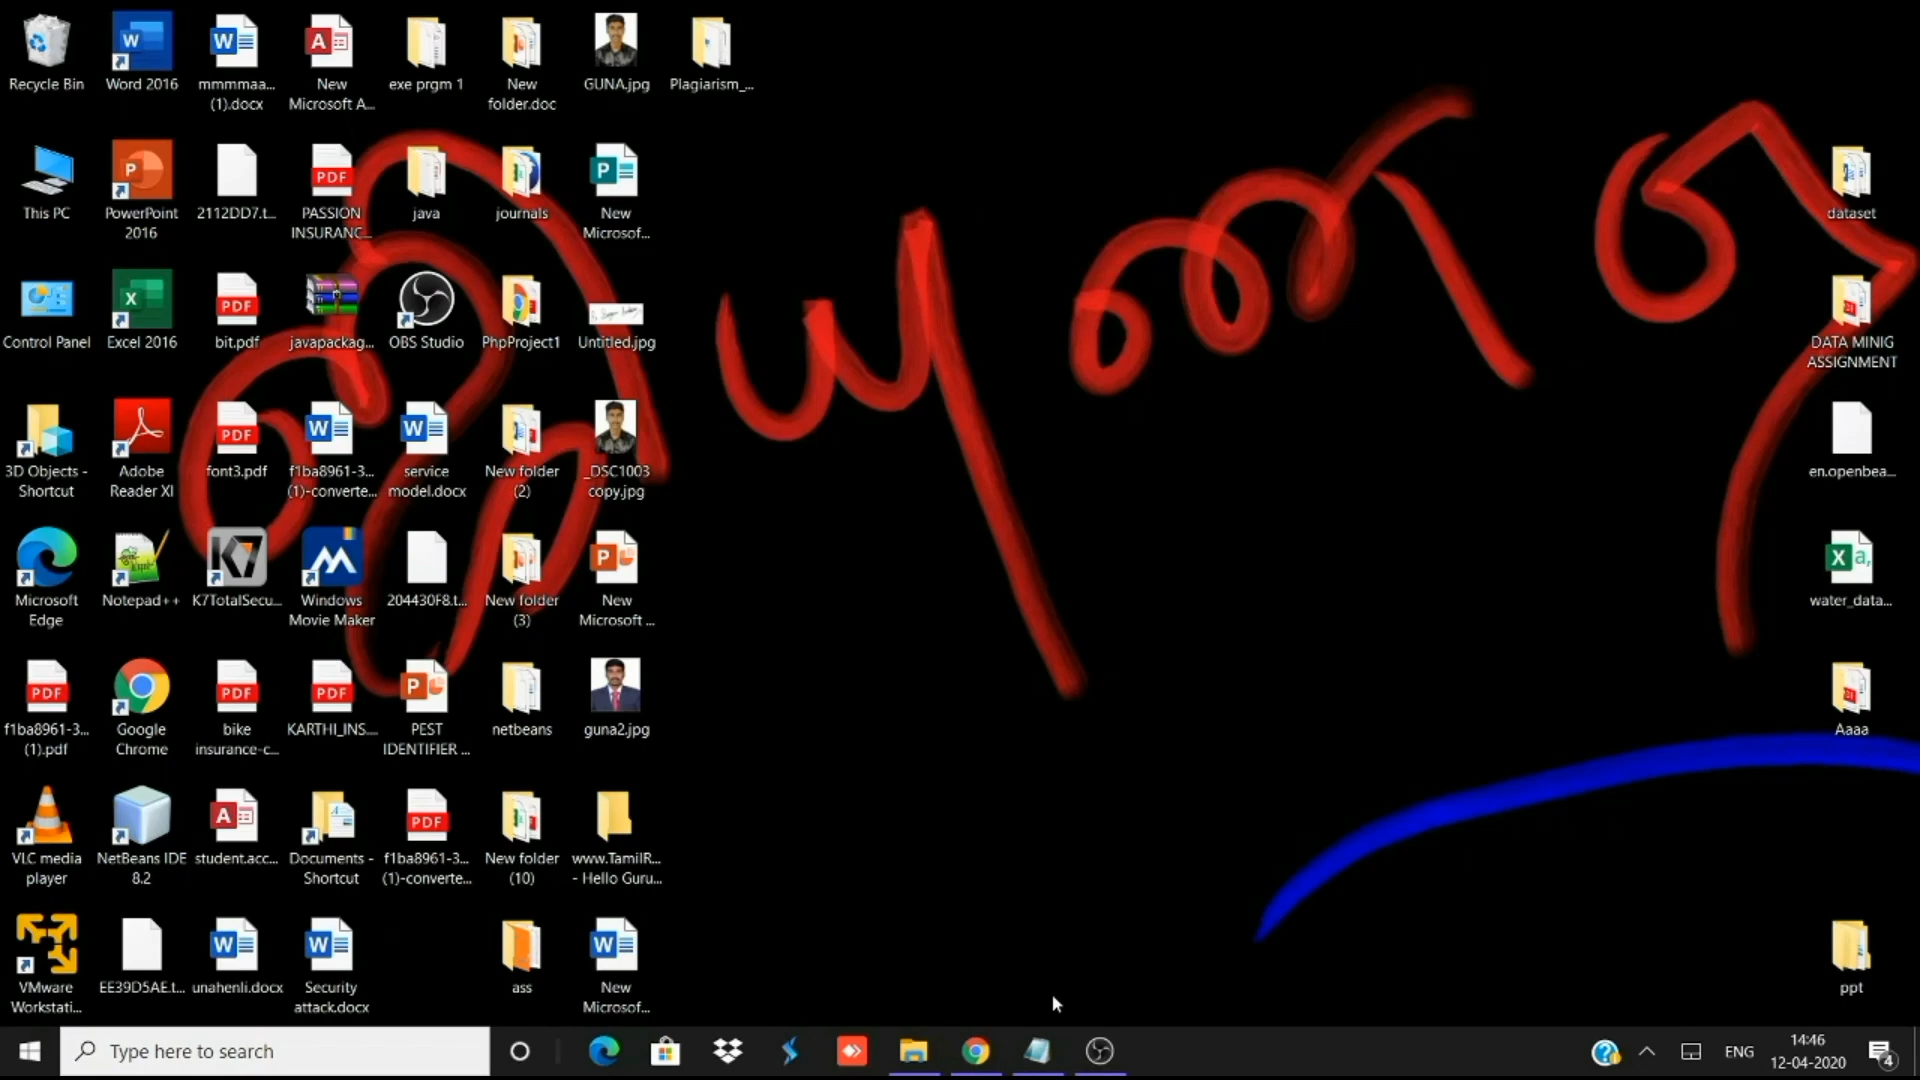 Recycle Bin
Word 2016
mmmmaa...
(1).docx
New
Microsoft A...
exe prgm 1
New
folder.doc
GUNA.jpg
Plagiarism_...
This PC
PowerPoint
2016
2112DD7.t...
PASSION
INSURANC...
java
journals
New
Microsof...
dataset
Control Panel
Excel 2016
bit.pdf
javapackag...
OBS Studio
PhpProject1
Untitled.jpg
DATA MINIG
ASSIGNMENT
3D Objects -
Shortcut
Adobe
Reader XI
font3.pdf
f1ba8961-3...
(1)-converte...
service
model.docx
New folder
(2)
_DSC1003
copy.jpg
en.openbea...
Microsoft
Edge
Notepad++
K7TotalSecu...
Windows
Movie Maker
204430F8.t...
New folder
(3)
New
Microsoft ...
water_data...
f1ba8961-3...
(1).pdf
Google
Chrome
bike
insurance-c...
KARTHI_INS...
PEST
IDENTIFIER ...
netbeans
guna2.jpg
Aaaa
VLC media
player
NetBeans IDE
8.2
student.acc...
Documents -
Shortcut
f1ba8961-3...
(1)-converte...
New folder
(10)
www.TamilR...
- Hello Guru...
VMware
Workstati...
EE39D5AE.t...
unahenli.docx
Security
attack.docx
ass
New
Microsof...
ppt
Type here to search
ENG
14:46
12-04-2020
4